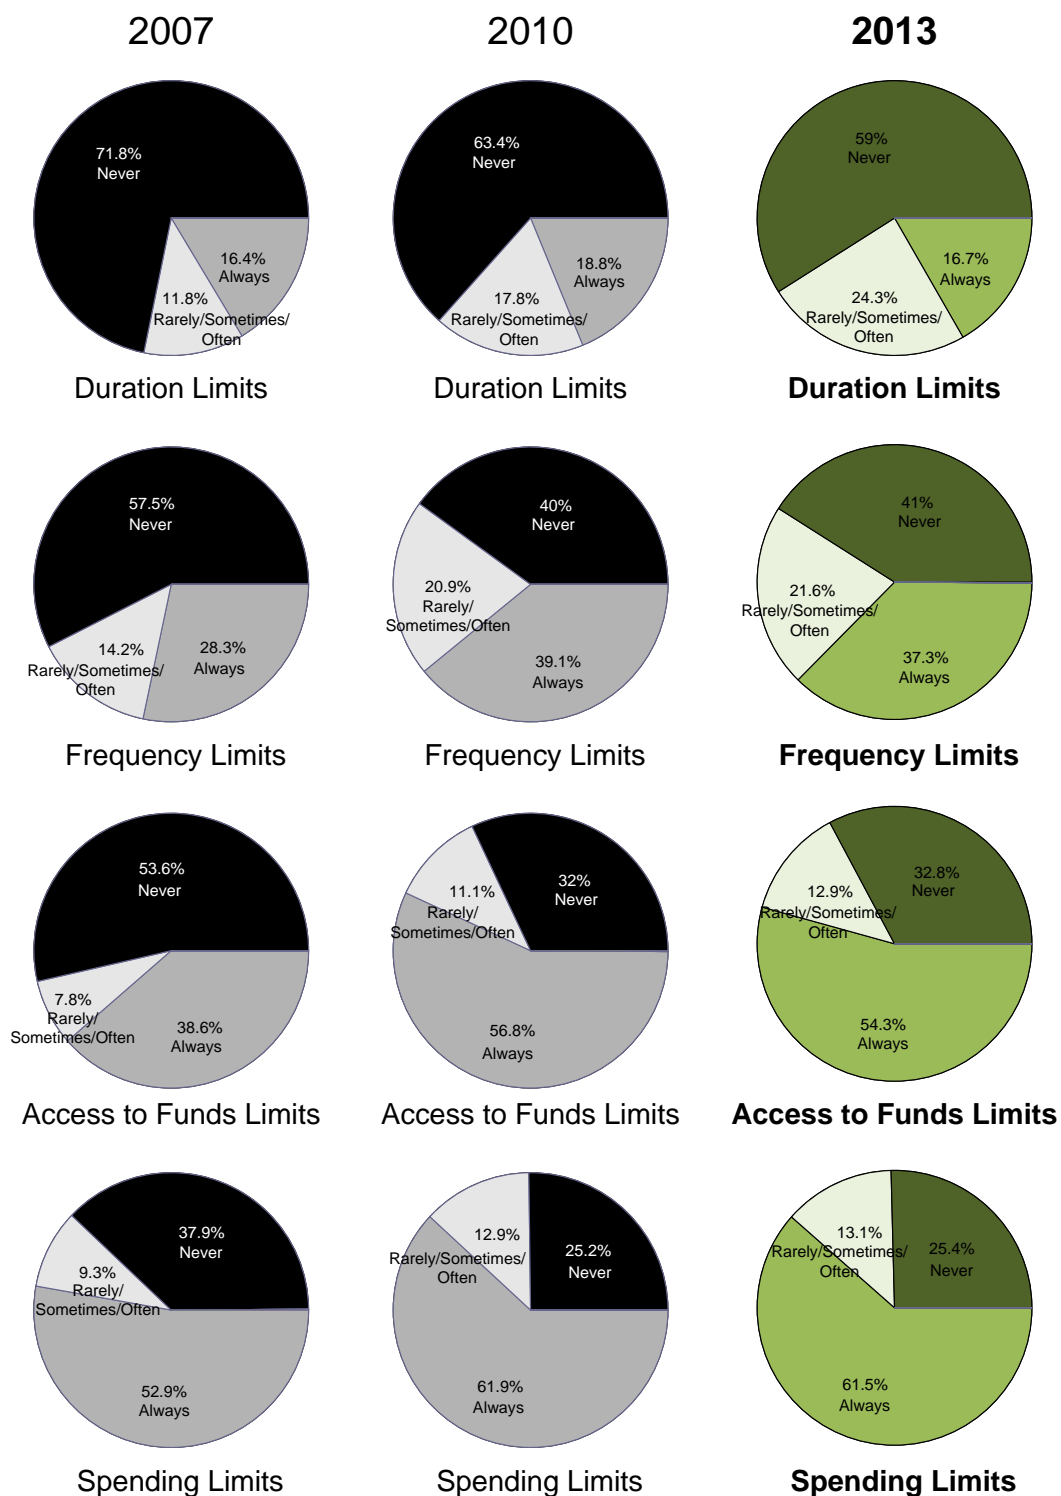 2007
2010
2013
71.8%
Never
11.8%
Rarely/Sometimes/
Often
16.4%
Always
Duration Limits
63.4%
Never
17.8%
Rarely/Sometimes/
Often
18.8%
Always
Duration Limits
59%
Never
24.3%
Rarely/Sometimes/
Often
16.7%
Always
Duration Limits
57.5%
Never
14.2%
Rarely/Sometimes/
Often
28.3%
Always
Frequency Limits
40%
Never
20.9%
Rarely/
Sometimes/Often
39.1%
Always
Frequency Limits
41%
Never
21.6%
Rarely/Sometimes/
Often
37.3%
Always
Frequency Limits
53.6%
Never
7.8%
Rarely/
Sometimes/Often
38.6%
Always
Access to Funds Limits
32%
Never
11.1%
Rarely/
Sometimes/Often
56.8%
Always
Access to Funds Limits
32.8%
Never
12.9%
Rarely/Sometimes/
Often
54.3%
Always
Access to Funds Limits
37.9%
Never
9.3%
Rarely/
Sometimes/Often
52.9%
Always
Spending Limits
25.2%
Never
12.9%
Rarely/Sometimes/
Often
61.9%
Always
Spending Limits
25.4%
Never
13.1%
Rarely/Sometimes/
Often
61.5%
Always
Spending Limits